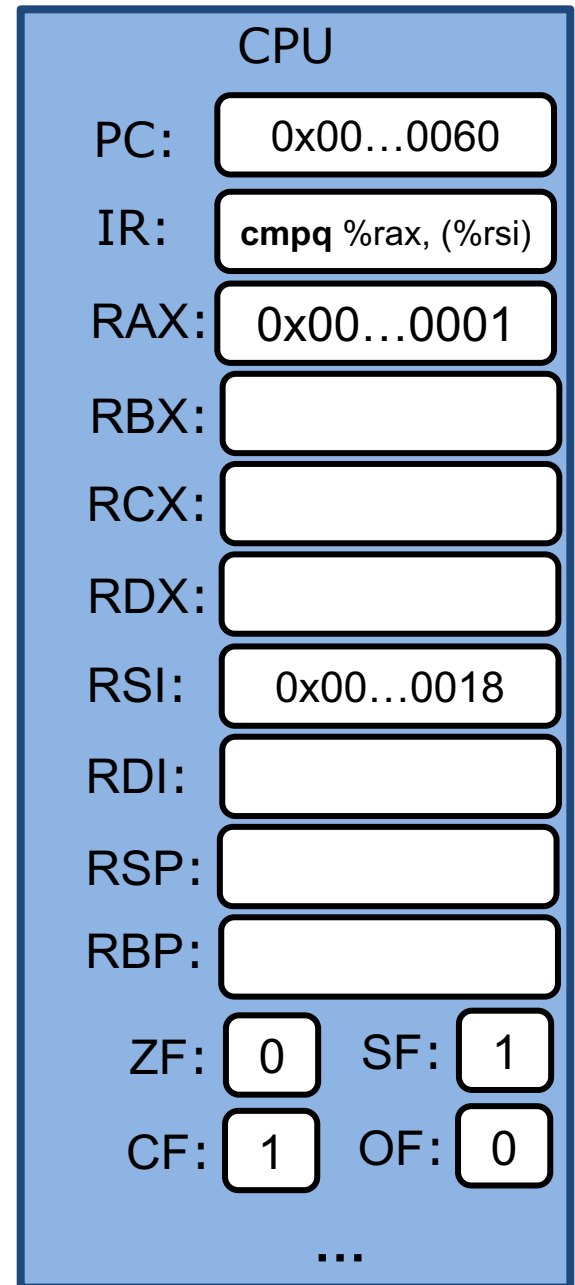 CPU
PC: 0x00...0060
IR: cmpq %rax, (%rsi)
RAX: 0x00...0001
RBX:
RCX:
RDX:
RSI: 0x00...0018
RDI:
RSP:
RBP:
ZF: 0 SF: 1
CF: 1 OF: 0
...